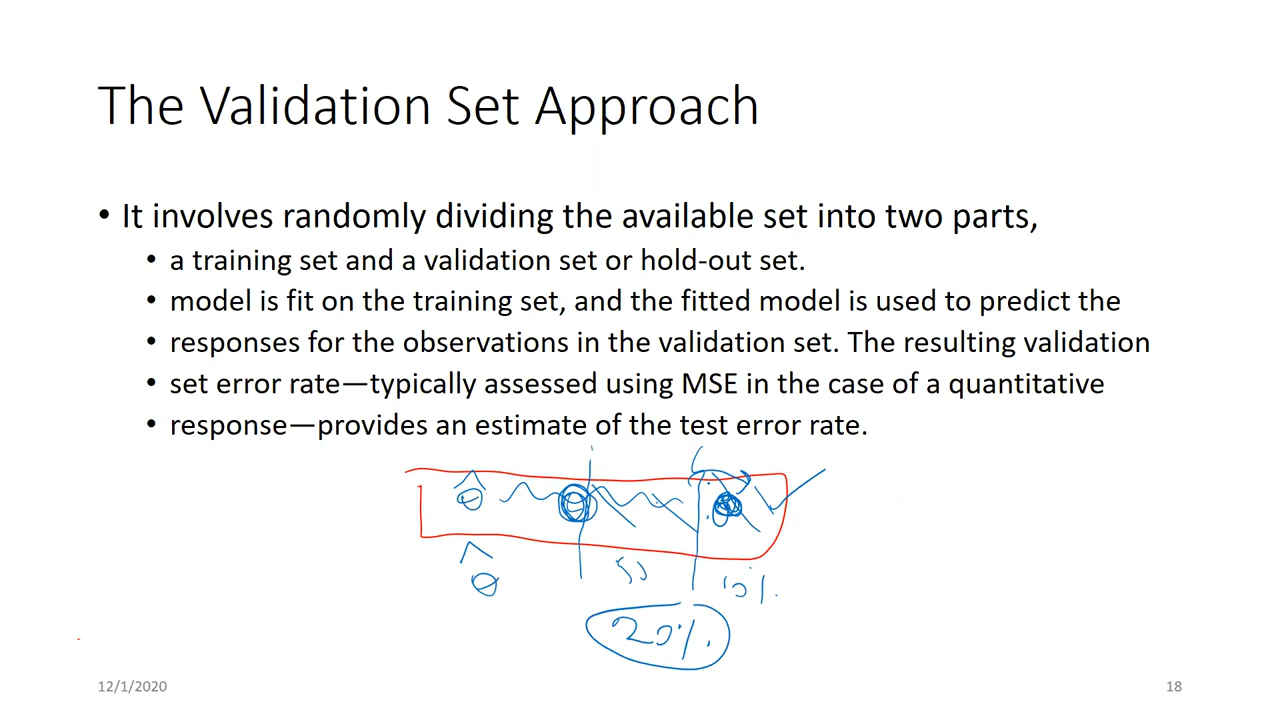 The Validation Set Approach
• It involves randomly dividing the available set into two parts,
• a training set and a validation set or hold-out set.
• model is fit on the training set, and the fitted model is used to predict the
• responses for the observations in the validation set. The resulting validation
• set error rate—typically assessed using MSE in the case of a quantitative
• response—provides an estimate of the test error rate.
20%
12/1/2020
18